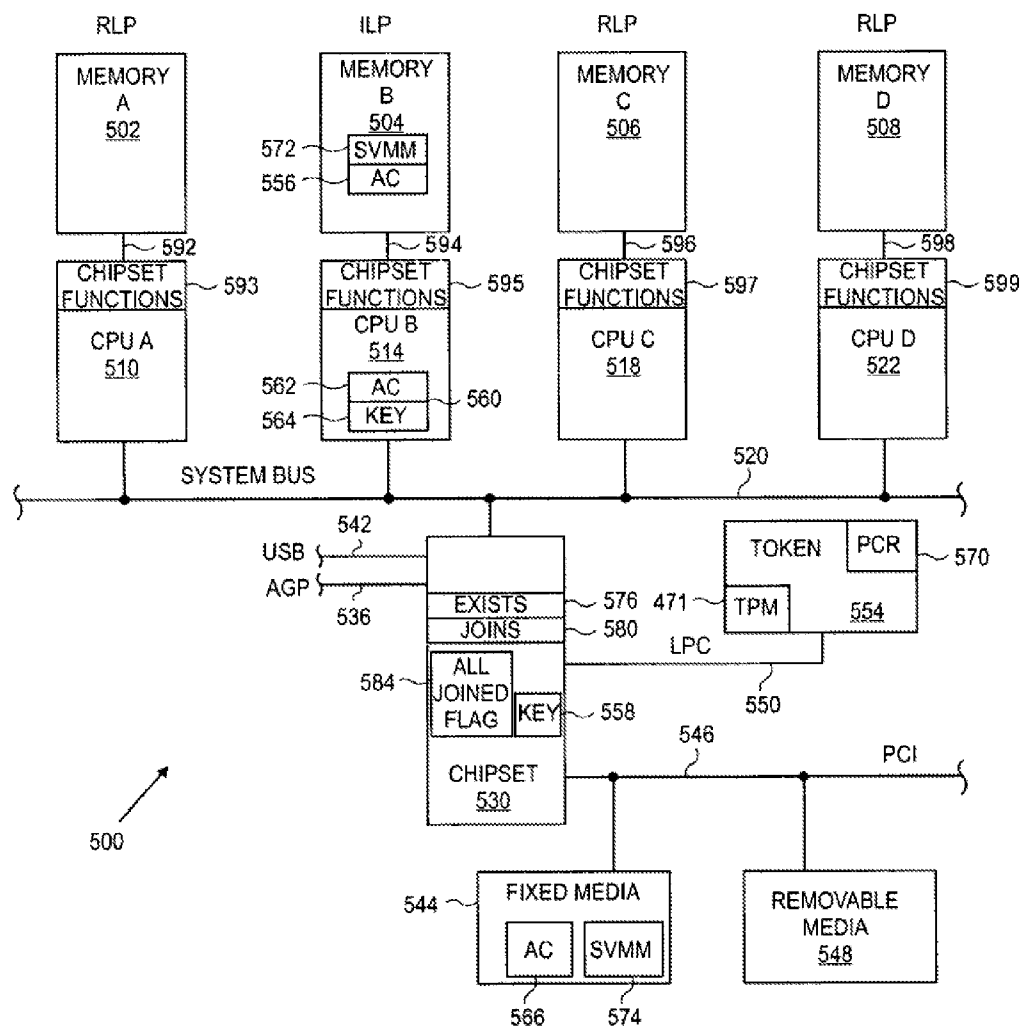 RLP ILP RLP RLP
MEMORY A 502
MEMORY B 504
572 SVMM
556 AC
MEMORY C 506
MEMORY D 508
592 594 596 598
CHIPSET FUNCTIONS 593
CPU A 510
CHIPSET FUNCTIONS 595
CPU B 514
562 AC 560
564 KEY
CHIPSET FUNCTIONS 597
CPU C 518
CHIPSET FUNCTIONS 599
CPU D 522
SYSTEM BUS 520
USB 542
AGP 536
EXISTS 576
JOINS 580
584 ALL JOINED FLAG
KEY 558
CHIPSET 530
TOKEN PCR 570
471 TPM 554
LPC 550
546 PCI
500
544 FIXED MEDIA
AC SVMM
566 574
REMOVABLE MEDIA 548